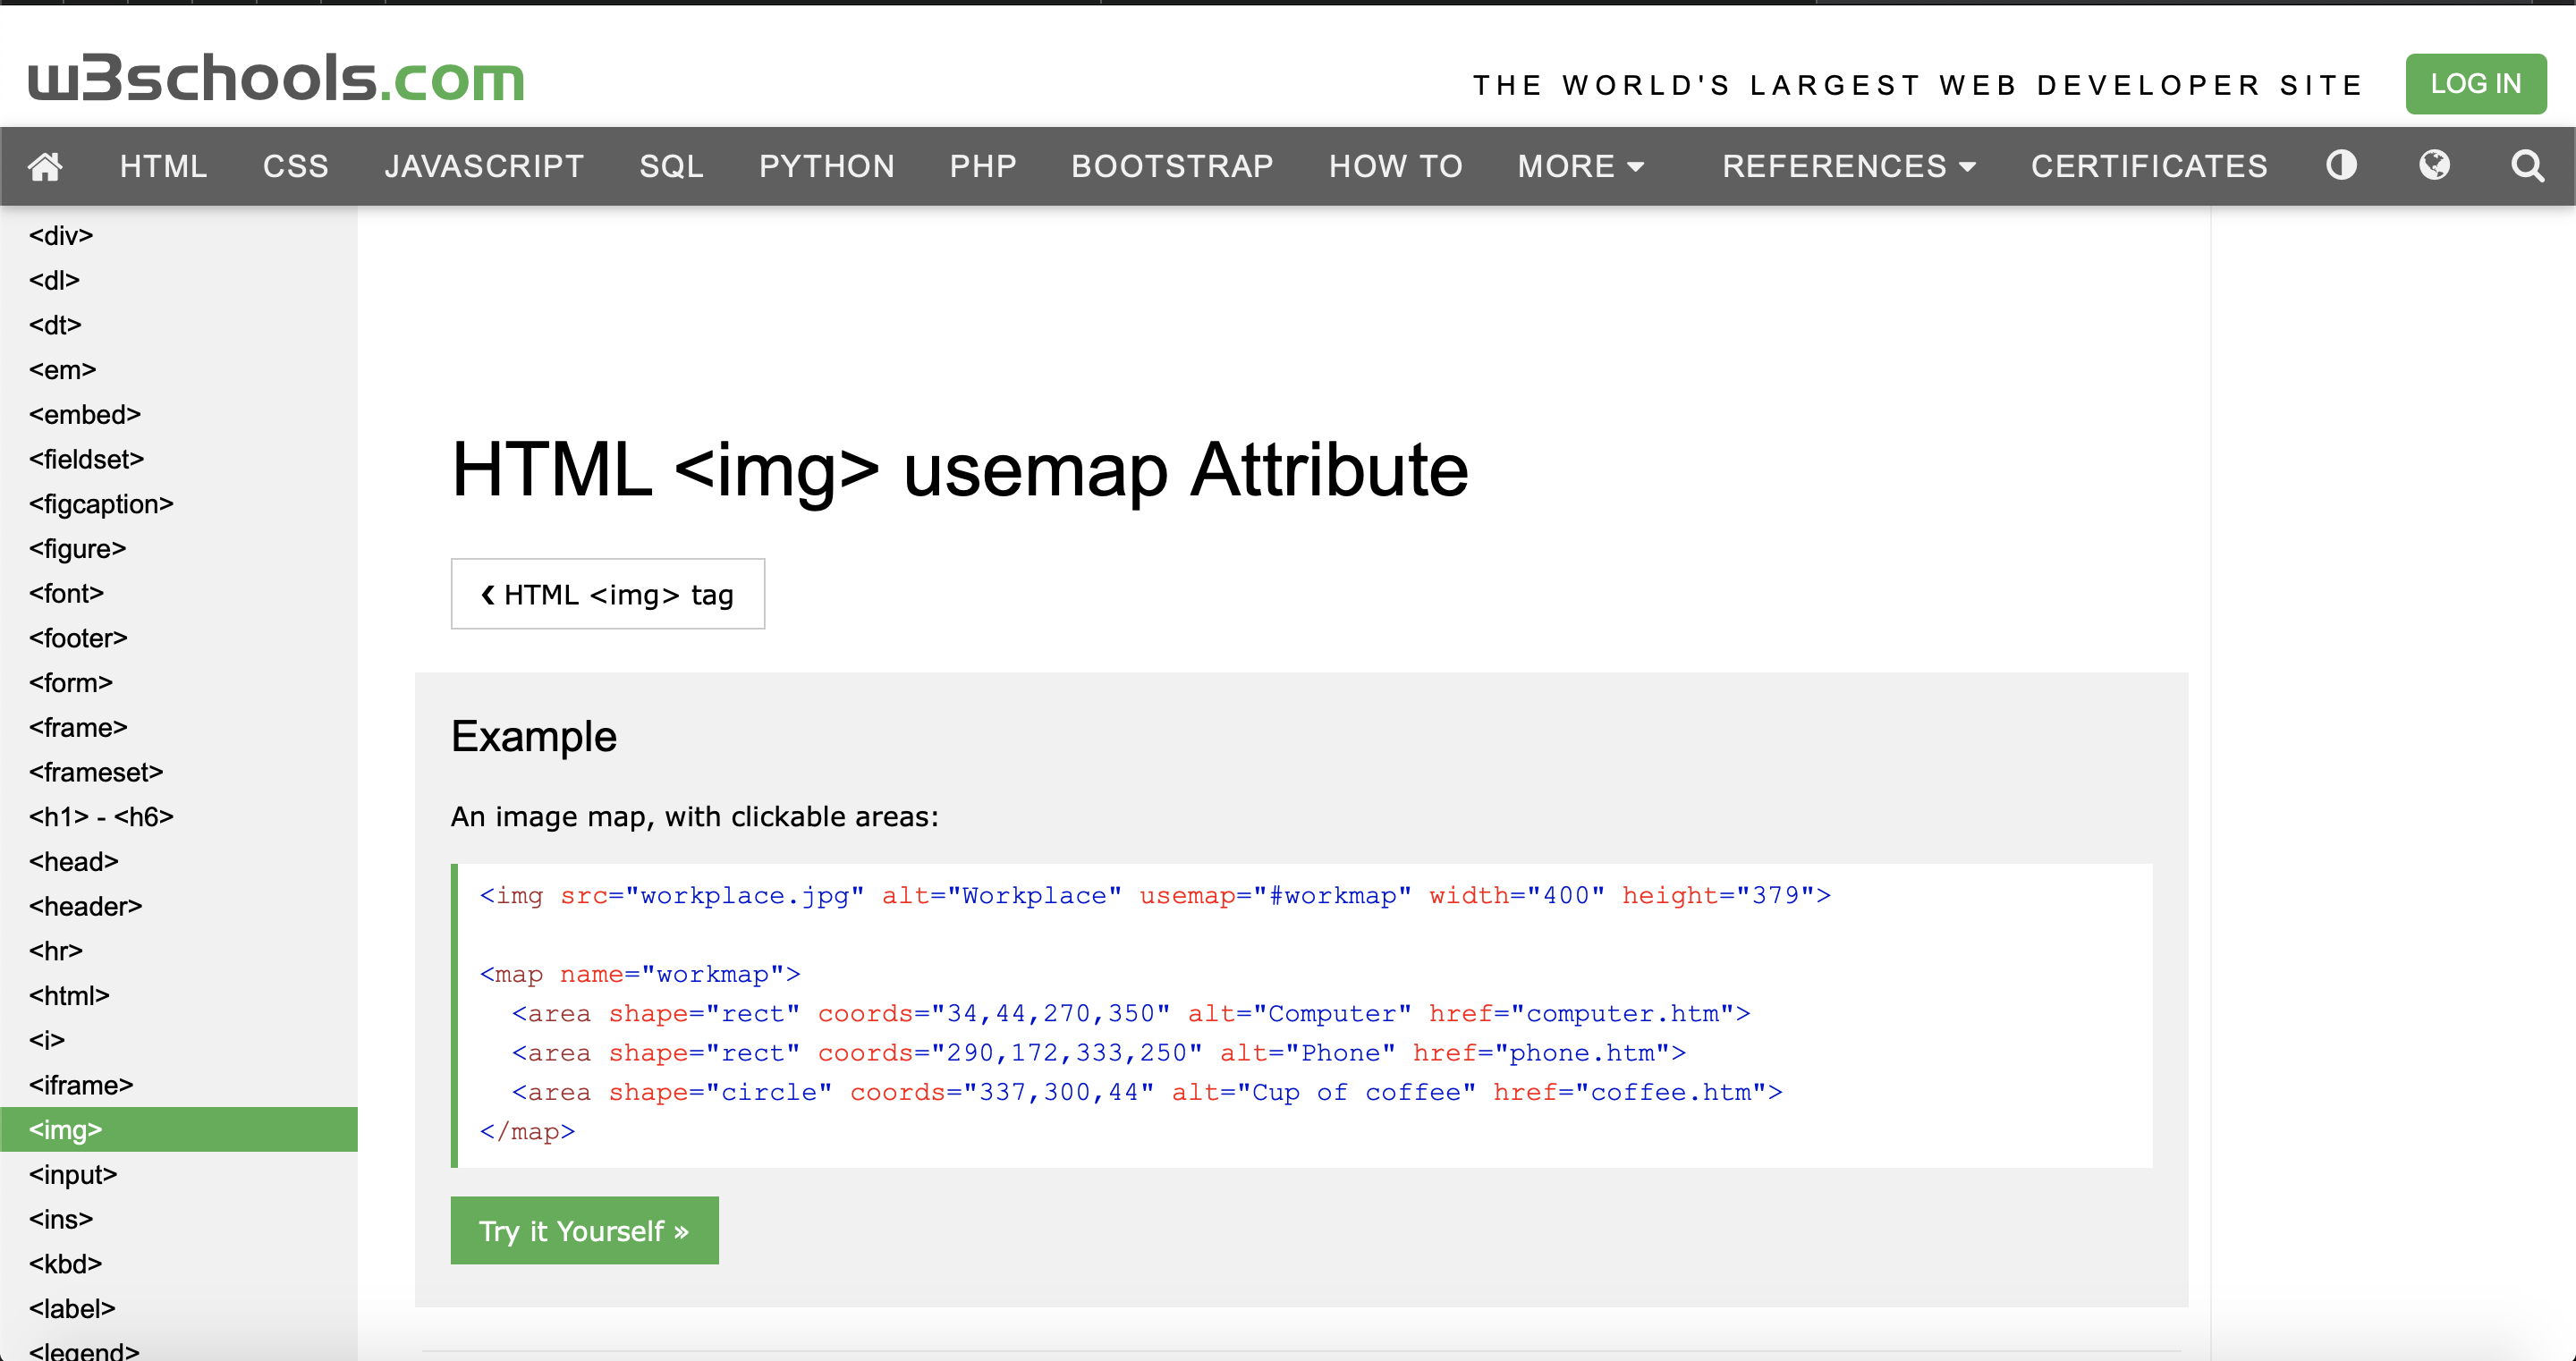 w3schools.com
THE WORLD'S LARGEST WEB DEVELOPER SITE
LOG IN
HTML CSS JAVASCRIPT SQL PYTHON PHP BOOTSTRAP HOW TO MORE REFERENCES CERTIFICATES
<div>
<dl>
<dt>
<em>
<embed>
<fieldset>
<figcaption>
<figure>
<font>
<footer>
<form>
<frame>
<frameset>
<h1> - <h6>
<head>
<header>
<hr>
<html>
<i>
<iframe>
<img>
<input>
<ins>
<kbd>
<label>
<legend>
HTML <img> usemap Attribute
❮ HTML <img> tag
Example
An image map, with clickable areas:
<img src="workplace.jpg" alt="Workplace" usemap="#workmap" width="400" height="379">
<map name="workmap">
<area shape="rect" coords="34,44,270,350" alt="Computer" href="computer.htm">
<area shape="rect" coords="290,172,333,250" alt="Phone" href="phone.htm">
<area shape="circle" coords="337,300,44" alt="Cup of coffee" href="coffee.htm">
</map>
Try it Yourself »